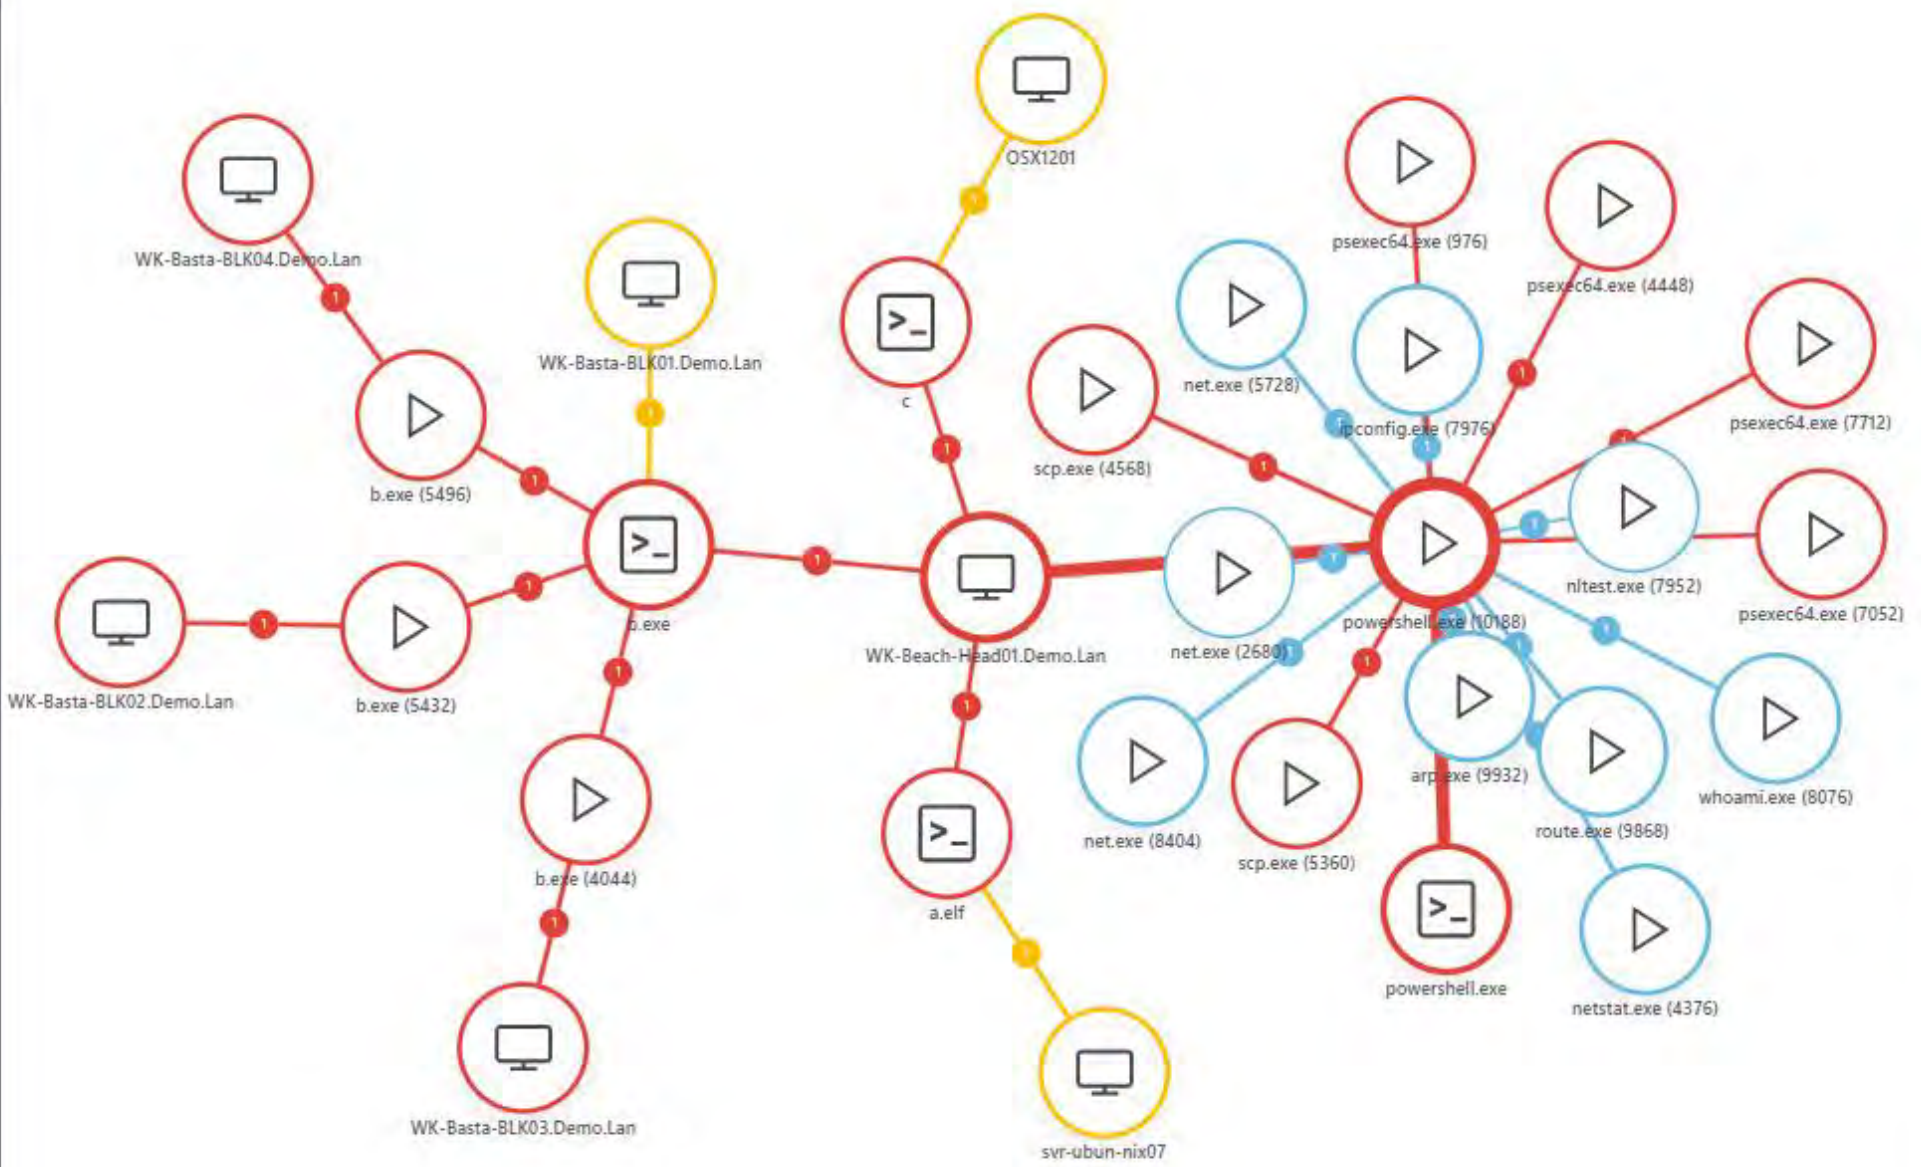 OSX1201
WK-Basta-BLK04.Demo.Lan
psexec64.exe (976)
psexec64.exe (4448)
WK-Basta-BLK01.Demo.Lan
net.exe (5728)
c
ipconfig.exe (7976)
psexec64.exe (7712)
scp.exe (4568)
b.exe (5496)
nltest.exe (7952)
psexec64.exe (7052)
b.exe
powershell.exe (10188)
WK-Beach-Head01.Demo.Lan
net.exe (2680)
WK-Basta-BLK02.Demo.Lan
b.exe (5432)
arp.exe (9932)
whoami.exe (8076)
route.exe (9868)
net.exe (8404)
scp.exe (5360)
b.exe (4044)
a.elf
powershell.exe
netstat.exe (4376)
WK-Basta-BLK03.Demo.Lan
svr-ubun-nix07